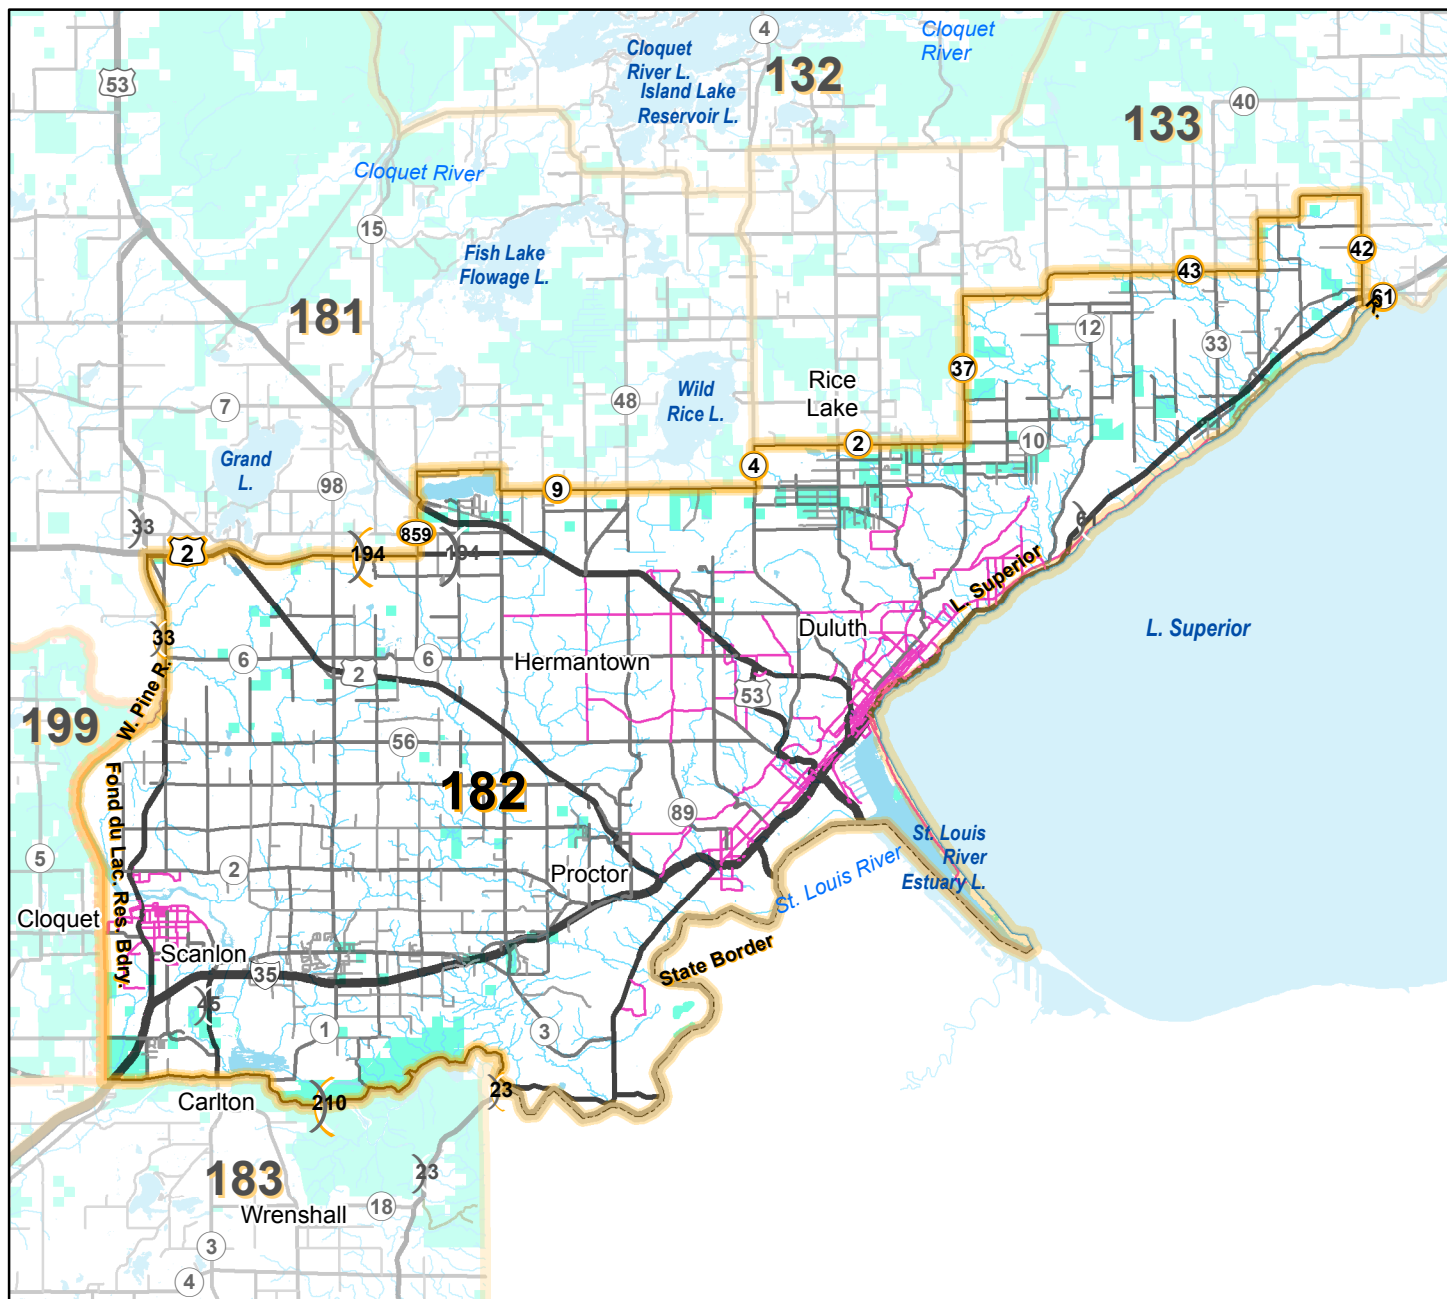 4
Cloquet
River
Cloquet
River L.
Island Lake
Reservoir L.
132
53
40
133
Cloquet River
15
42
Fish Lake
Flowage L.
43
61
181
12
33
37
Rice
Lake
Wild
Rice L.
48
7
10
2
Grand
L.
4
98
9
33
859
2
194
194
61
L. Superior
33
Duluth
L. Superior
6
6
Hermantown
2
W. Pine R.
53
199
56
182
89
Fond du Lac. Res. Bdry.
St. Louis
River
Estuary L.
5
2
Proctor
St. Louis River
Cloquet
Scanlon
State Border
35
45
1
3
Carlton
210
23
183
23
18
Wrenshall
3
4